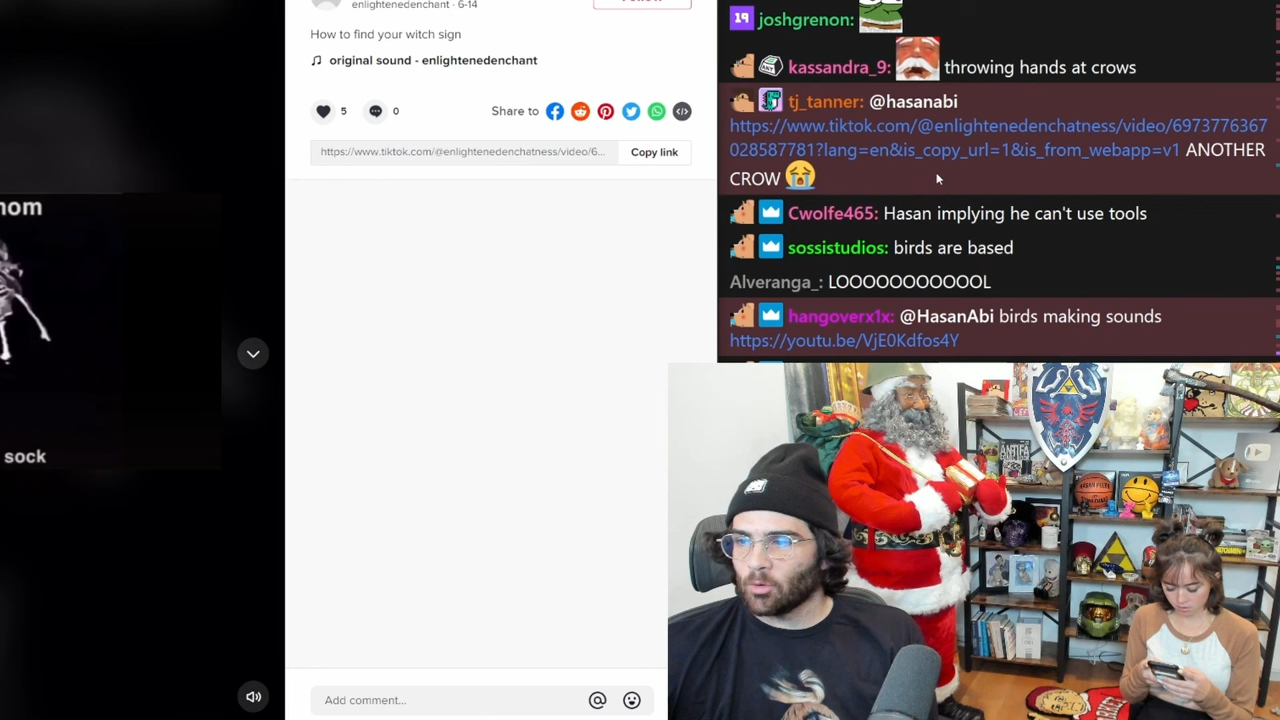 nom
sock
enlightenedenchant · 6-14
How to find your witch sign
original sound - enlightenedenchant
5
0
Share to
https://www.tiktok.com/@enlightenedenchatness/video/6...
Copy link
Add comment...
19 joshgrenon:
kassandra_9: throwing hands at crows
tj_tanner: @hasanabi
https://www.tiktok.com/@enlightenedenchatness/video/6973776367
028587781?lang=en&is_copy_url=1&is_from_webapp=v1 ANOTHER
CROW
Cwolfe465: Hasan implying he can't use tools
sossistudios: birds are based
Alveranga_: LOOOOOOOOOOOL
hangoverx1x: @HasanAbi birds making sounds
https://youtu.be/VjE0Kdfos4Y
ANTIFA